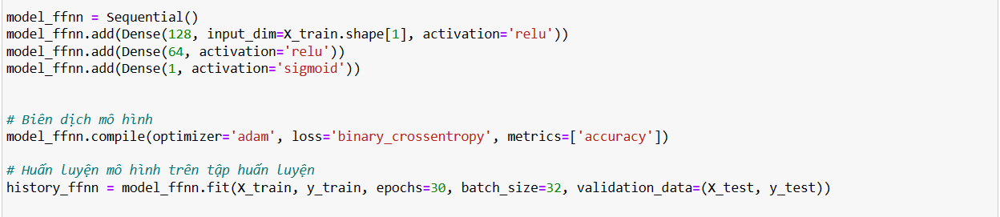 model_ffnn = Sequential()
model_ffnn.add(Dense(128, input_dim=X_train.shape[1], activation='relu'))
model_ffnn.add(Dense(64, activation='relu'))
model_ffnn.add(Dense(1, activation='sigmoid'))
# Biên dịch mô hình
model_ffnn.compile(optimizer='adam', loss='binary_crossentropy', metrics=['accuracy'])
# Huấn luyện mô hình trên tập huấn luyện
history_ffnn = model_ffnn.fit(X_train, y_train, epochs=30, batch_size=32, validation_data=(X_test, y_test))